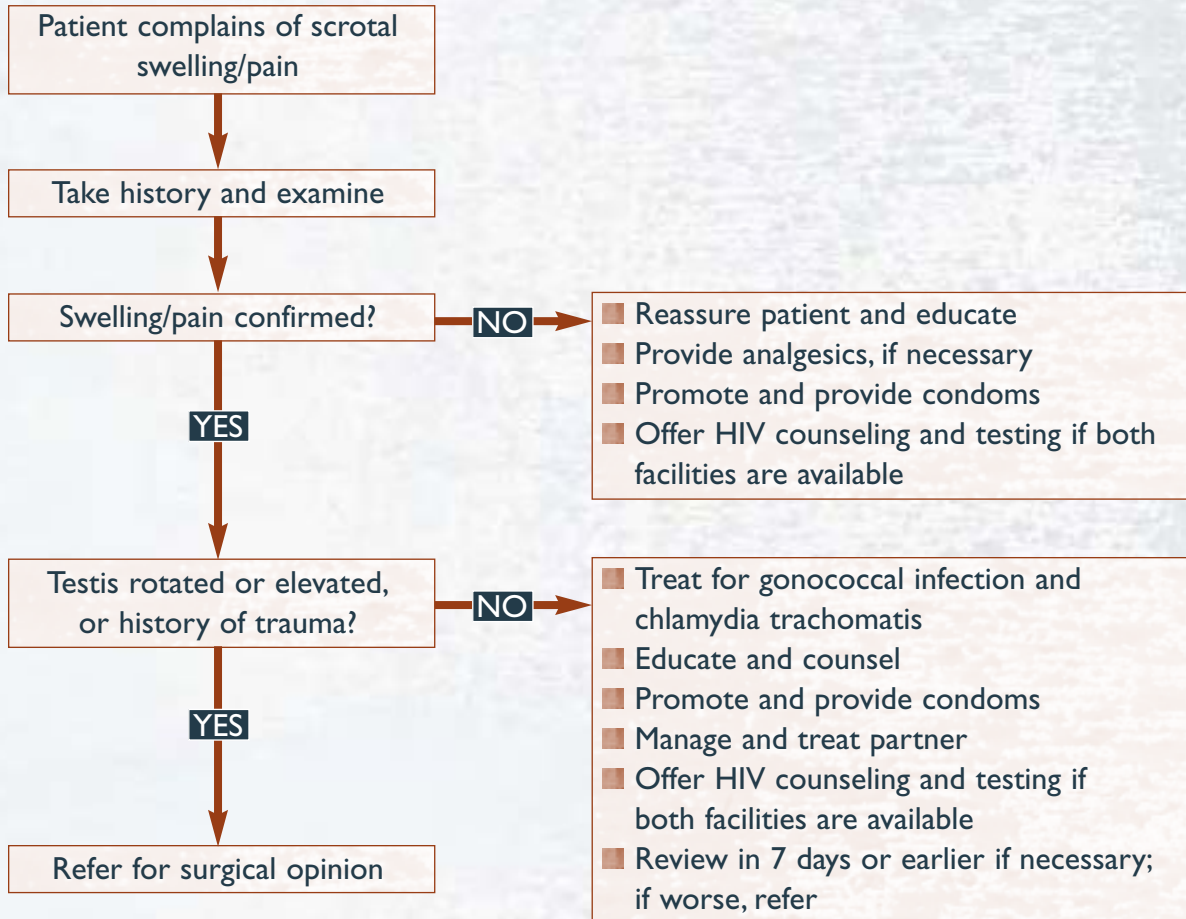 Patient complains of scrotal
swelling/pain
Take history and examine
Swelling/pain confirmed?
NO
Reassure patient and educate
Provide analgesics, if necessary
Promote and provide condoms
Offer HIV counseling and testing if both
facilities are available
YES
Testis rotated or elevated,
or history of trauma?
NO
Treat for gonococcal infection and
chlamydia trachomatis
Educate and counsel
Promote and provide condoms
Manage and treat partner
Offer HIV counseling and testing if
both facilities are available
Review in 7 days or earlier if necessary;
if worse, refer
YES
Refer for surgical opinion